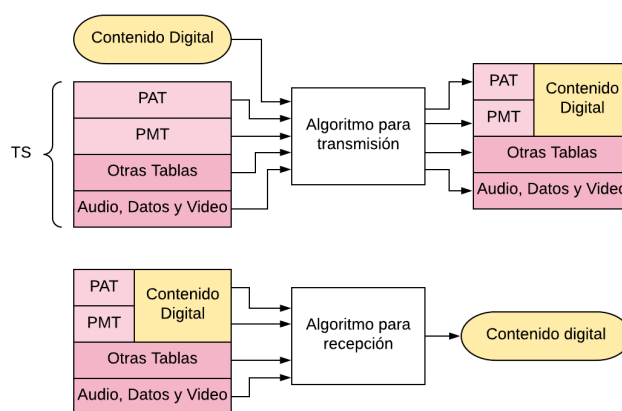 Contenido Digital
TS
PAT
PMT
Otras Tablas
Audio, Datos y Video
Algoritmo para
transmisión
PAT
PMT
Contenido
Digital
Otras Tablas
Audio, Datos y Video
PAT
PMT
Contenido
Digital
Otras Tablas
Audio, Datos y Video
Algoritmo para
recepción
Contenido digital